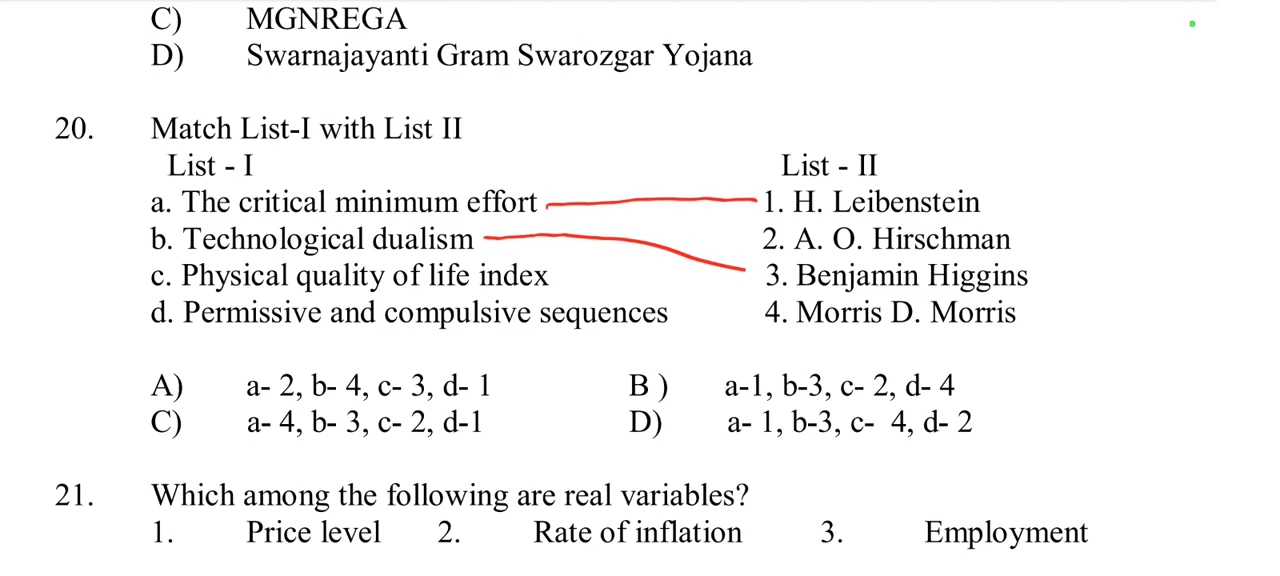 C) MGNREGA
D) Swarnajayanti Gram Swarozgar Yojana
20. Match List-I with List II
List - I List - II
a. The critical minimum effort 1. H. Leibenstein
b. Technological dualism 2. A. O. Hirschman
c. Physical quality of life index 3. Benjamin Higgins
d. Permissive and compulsive sequences 4. Morris D. Morris
A) a- 2, b- 4, c- 3, d- 1 B ) a-1, b-3, c- 2, d- 4
C) a- 4, b- 3, c- 2, d-1 D) a- 1, b-3, c- 4, d- 2
21. Which among the following are real variables?
1. Price level 2. Rate of inflation 3. Employment